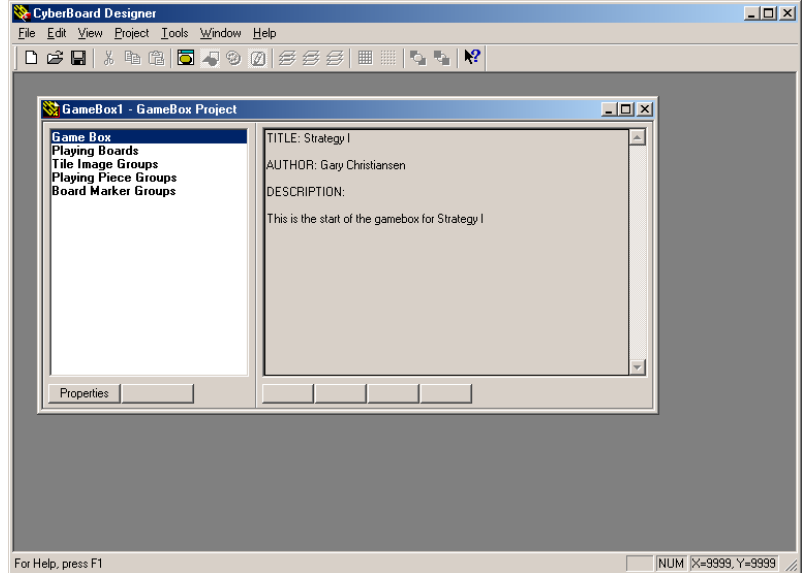 CyberBoard Designer
File Edit View Project Tools Window Help
GameBox1 - GameBox Project
Game Box
Playing Boards
Tile Image Groups
Playing Piece Groups
Board Marker Groups
TITLE: Strategy I
AUTHOR: Gary Christiansen
DESCRIPTION:
This is the start of the gamebox for Strategy I
Properties
For Help, press F1
NUM X=9999, Y=9999